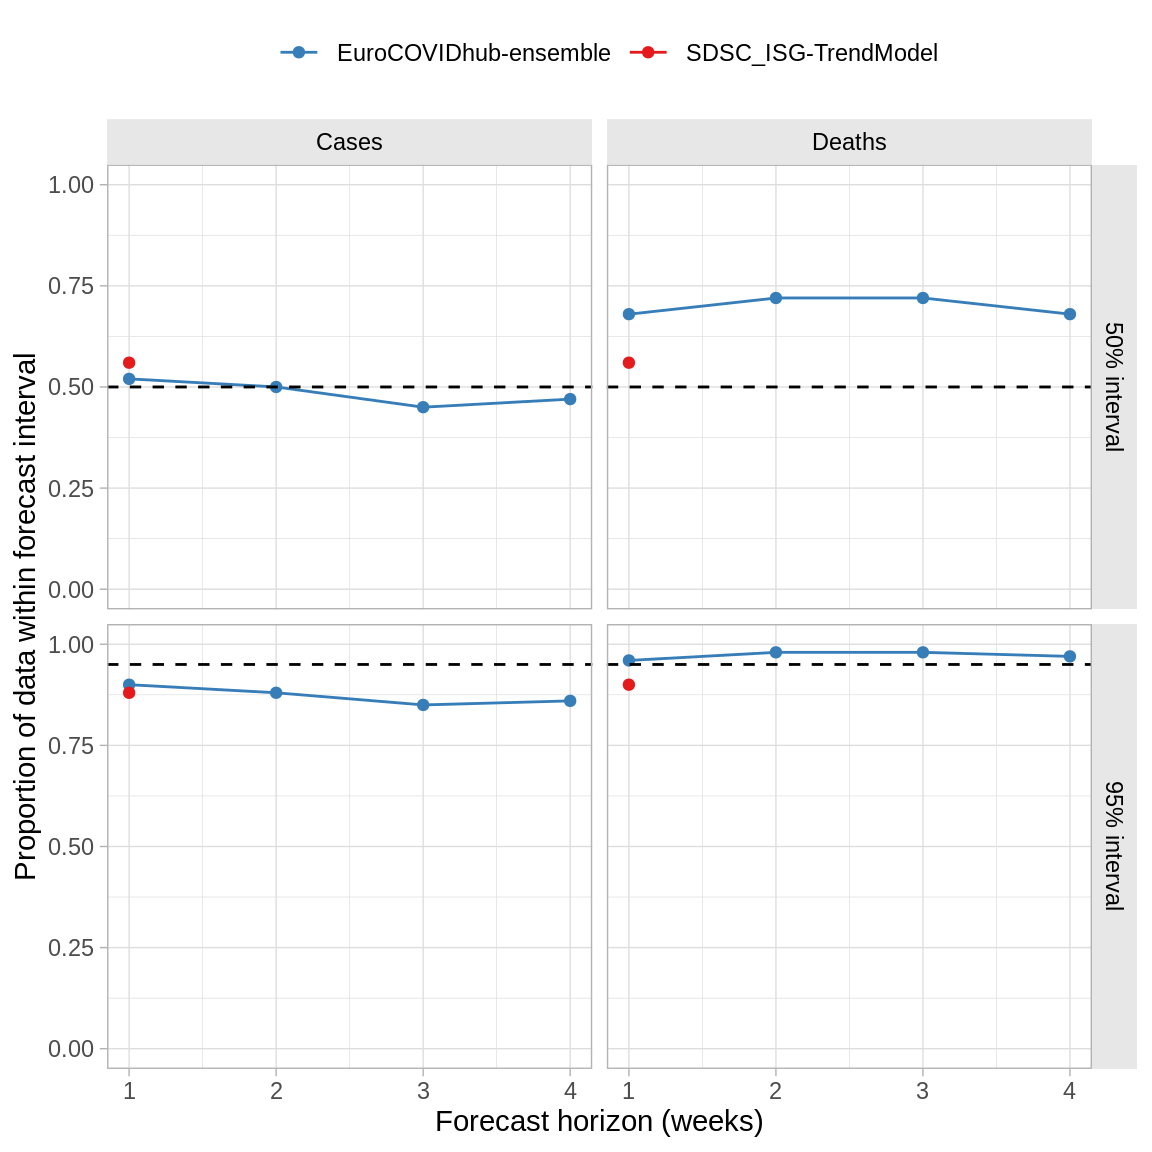 EuroCOVIDhub-ensemble SDSC_ISG-TrendModel
Cases Deaths
Proportion of data within forecast interval
1.00
0.75
0.50
0.25
0.00
50% interval
1.00
0.75
0.50
0.25
0.00
95% interval
1 2 3 4 1 2 3 4
Forecast horizon (weeks)